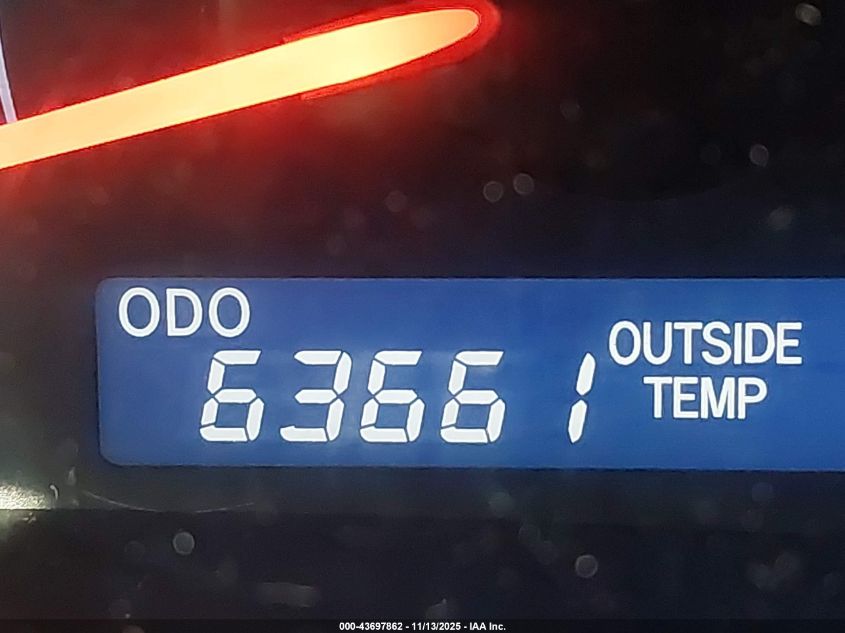 ODO
63661
OUTSIDE
TEMP
000-43697862 - 11/13/2025 - IAA Inc.